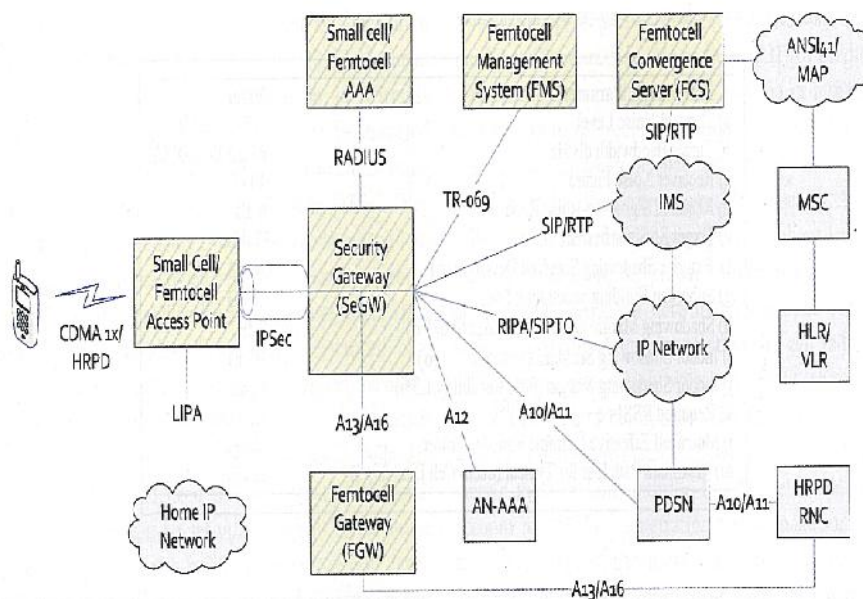 Small cell/
Femtocell
AAA
Femtocell
Management
System (FMS)
Femtocell
Convergence
Server (FCS)
ANSI41/
MAP
SIP/RTP
RADIUS
TR-069
SIP/RTP
IMS
MSC
Small Cell/
Femtocell
Access Point
Security
Gateway
(SeGW)
CDMA 1x/
HRPD
IPSec
RIPA/SIPTO
IP Network
HLR/
VLR
LIPA
A13/A16
A12
A10/A11
Home IP
Network
Femtocell
Gateway
(FGW)
AN-AAA
PDSN
A10/A11
HRPD
RNC
A13/A16